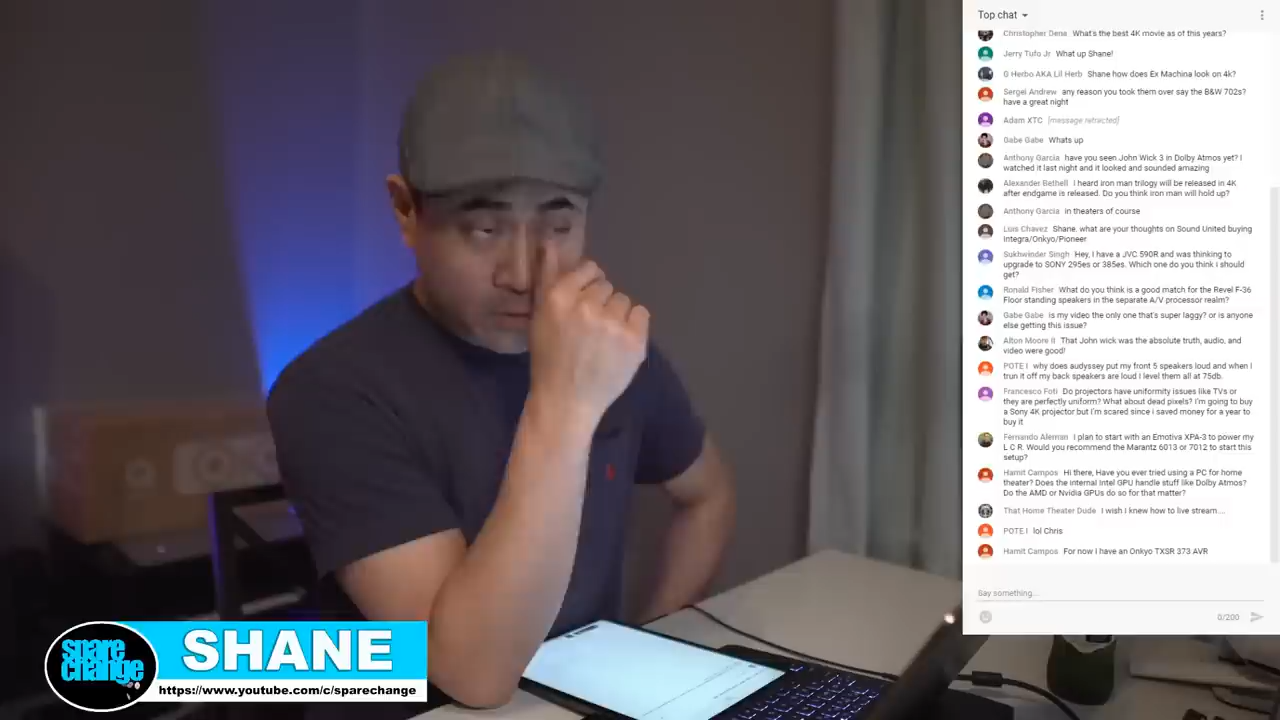 Top chat
Christopher Dena What's the best 4K movie as of this years?
Jerry Tufo Jr What up Shane!
G Herbo AKA Lil Herb Shane how does Ex Machina look on 4k?
Sergei Andrew any reason you took them over say the B&W 702s?
have a great night
Adam XTC [message retracted]
Gabe Gabe Whats up
Anthony Garcia have you seen John Wick 3 in Dolby Atmos yet? I
watched it last night and it looked and sounded amazing
Alexander Bethell I heard iron man trilogy will be released in 4K
after endgame is released. Do you think iron man will hold up?
Anthony Garcia in theaters of course
Luis Chavez Shane. what are your thoughts on Sound United buying
Integra/Onkyo/Pioneer
Sukhwinder Singh Hey, I have a JVC 590R and was thinking to
upgrade to SONY 295es or 385es. Which one do you think i should
get?
Ronald Fisher What do you think is a good match for the Revel F-36
Floor standing speakers in the separate A/V processor realm?
Gabe Gabe is my video the only one that's super laggy? or is anyone
else getting this issue?
Alton Moore II That John wick was the absolute truth, audio, and
video were good!
POTE I why does audyssey put my front 5 speakers loud and when I
trun it off my back speakers are loud I level them all at 75db.
Francesco Foti Do projectors have uniformity issues like TVs or
they are perfectly uniform? What about dead pixels? I'm going to buy
a Sony 4K projector but I'm scared since i saved money for a year to
buy it
Fernando Aleman I plan to start with an Emotiva XPA-3 to power my
L C R. Would you recommend the Marantz 6013 or 7012 to start this
setup?
Hamit Campos Hi there, Have you ever tried using a PC for home
theater? Does the internal Intel GPU handle stuff like Dolby Atmos?
Do the AMD or Nvidia GPUs do so for that matter?
That Home Theater Dude I wish I knew how to live stream....
POTE I lol Chris
Hamit Campos For now I have an Onkyo TXSR 373 AVR
Say something...
0/200
spare
change
SHANE
https://www.youtube.com/c/sparechange